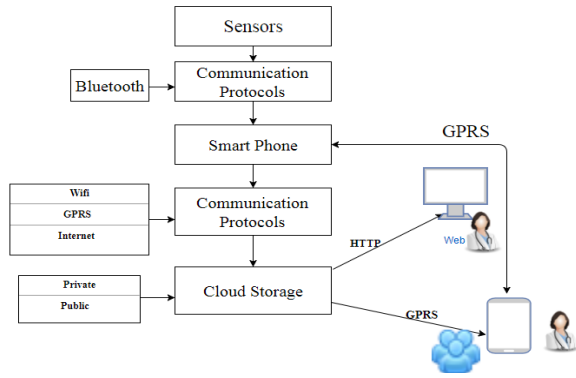 Sensors
Bluetooth
Communication
Protocols
Smart Phone
GPRS
Wifi
GPRS
Internet
Communication
Protocols
HTTP
Web
Private
Public
Cloud Storage
GPRS